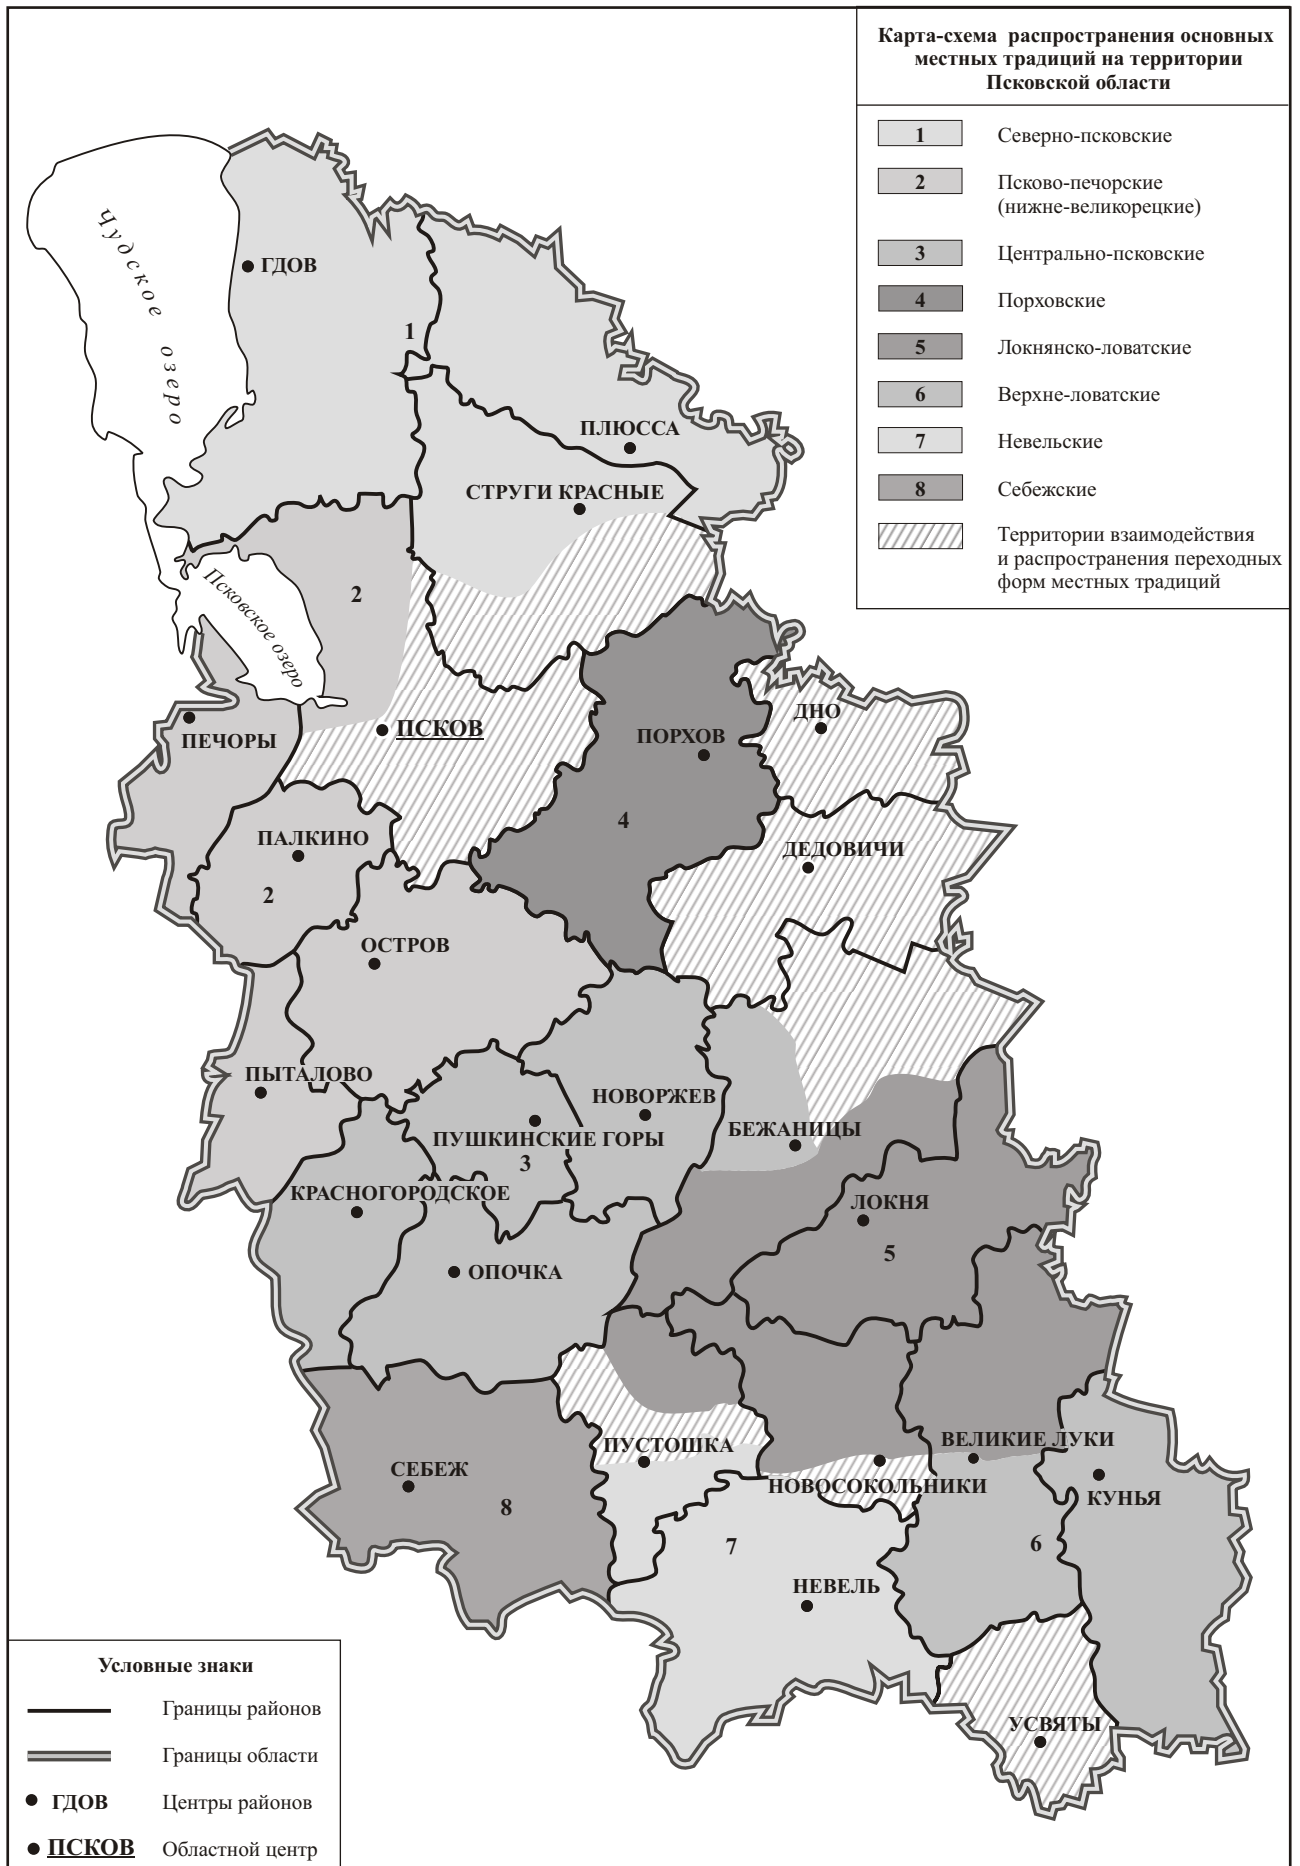 Карта-схема распространения основных
местных традиций на территории
Псковской области
1 Северно-псковские
2 Псково-печорские
(нижне-великорецкие)
3 Центрально-псковские
4 Порховские
5 Локнянско-ловатские
6 Верхне-ловатские
7 Невельские
8 Себежские
Территории взаимодействия
и распространения переходных
форм местных традиций
Чудское озеро
ГДОВ
1
ПЛЮССА
СТРУГИ КРАСНЫЕ
Псковское озеро
2
ПЕЧОРЫ
ПСКОВ
ПОРХОВ
ДНО
4
ПАЛКИНО
ДЕДОВИЧИ
2
ОСТРОВ
ПЫТАЛОВО
НОВОРЖЕВ
ПУШКИНСКИЕ ГОРЫ
БЕЖАНИЦЫ
3
КРАСНОГОРОДСКОЕ
ЛОКНЯ
5
ОПОЧКА
ПУСТОШКА
ВЕЛИКИЕ ЛУКИ
СЕБЕЖ
НОВОСОКОЛЬНИКИ
КУНЬЯ
8
7
6
НЕВЕЛЬ
УСВЯТЫ
Условные знаки
Границы районов
Границы области
ГДОВ Центры районов
ПСКОВ Областной центр